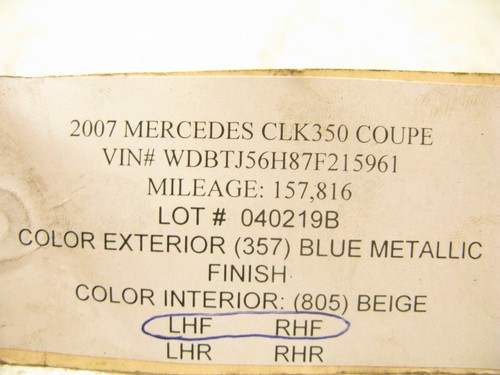 2007 MERCEDES CLK350 COUPE
VIN# WDBTJ56H87F215961
MILEAGE: 157,816
LOT # 040219B
COLOR EXTERIOR (357) BLUE METALLIC
FINISH
COLOR INTERIOR: (805) BEIGE
LHF RHF
LHR RHR